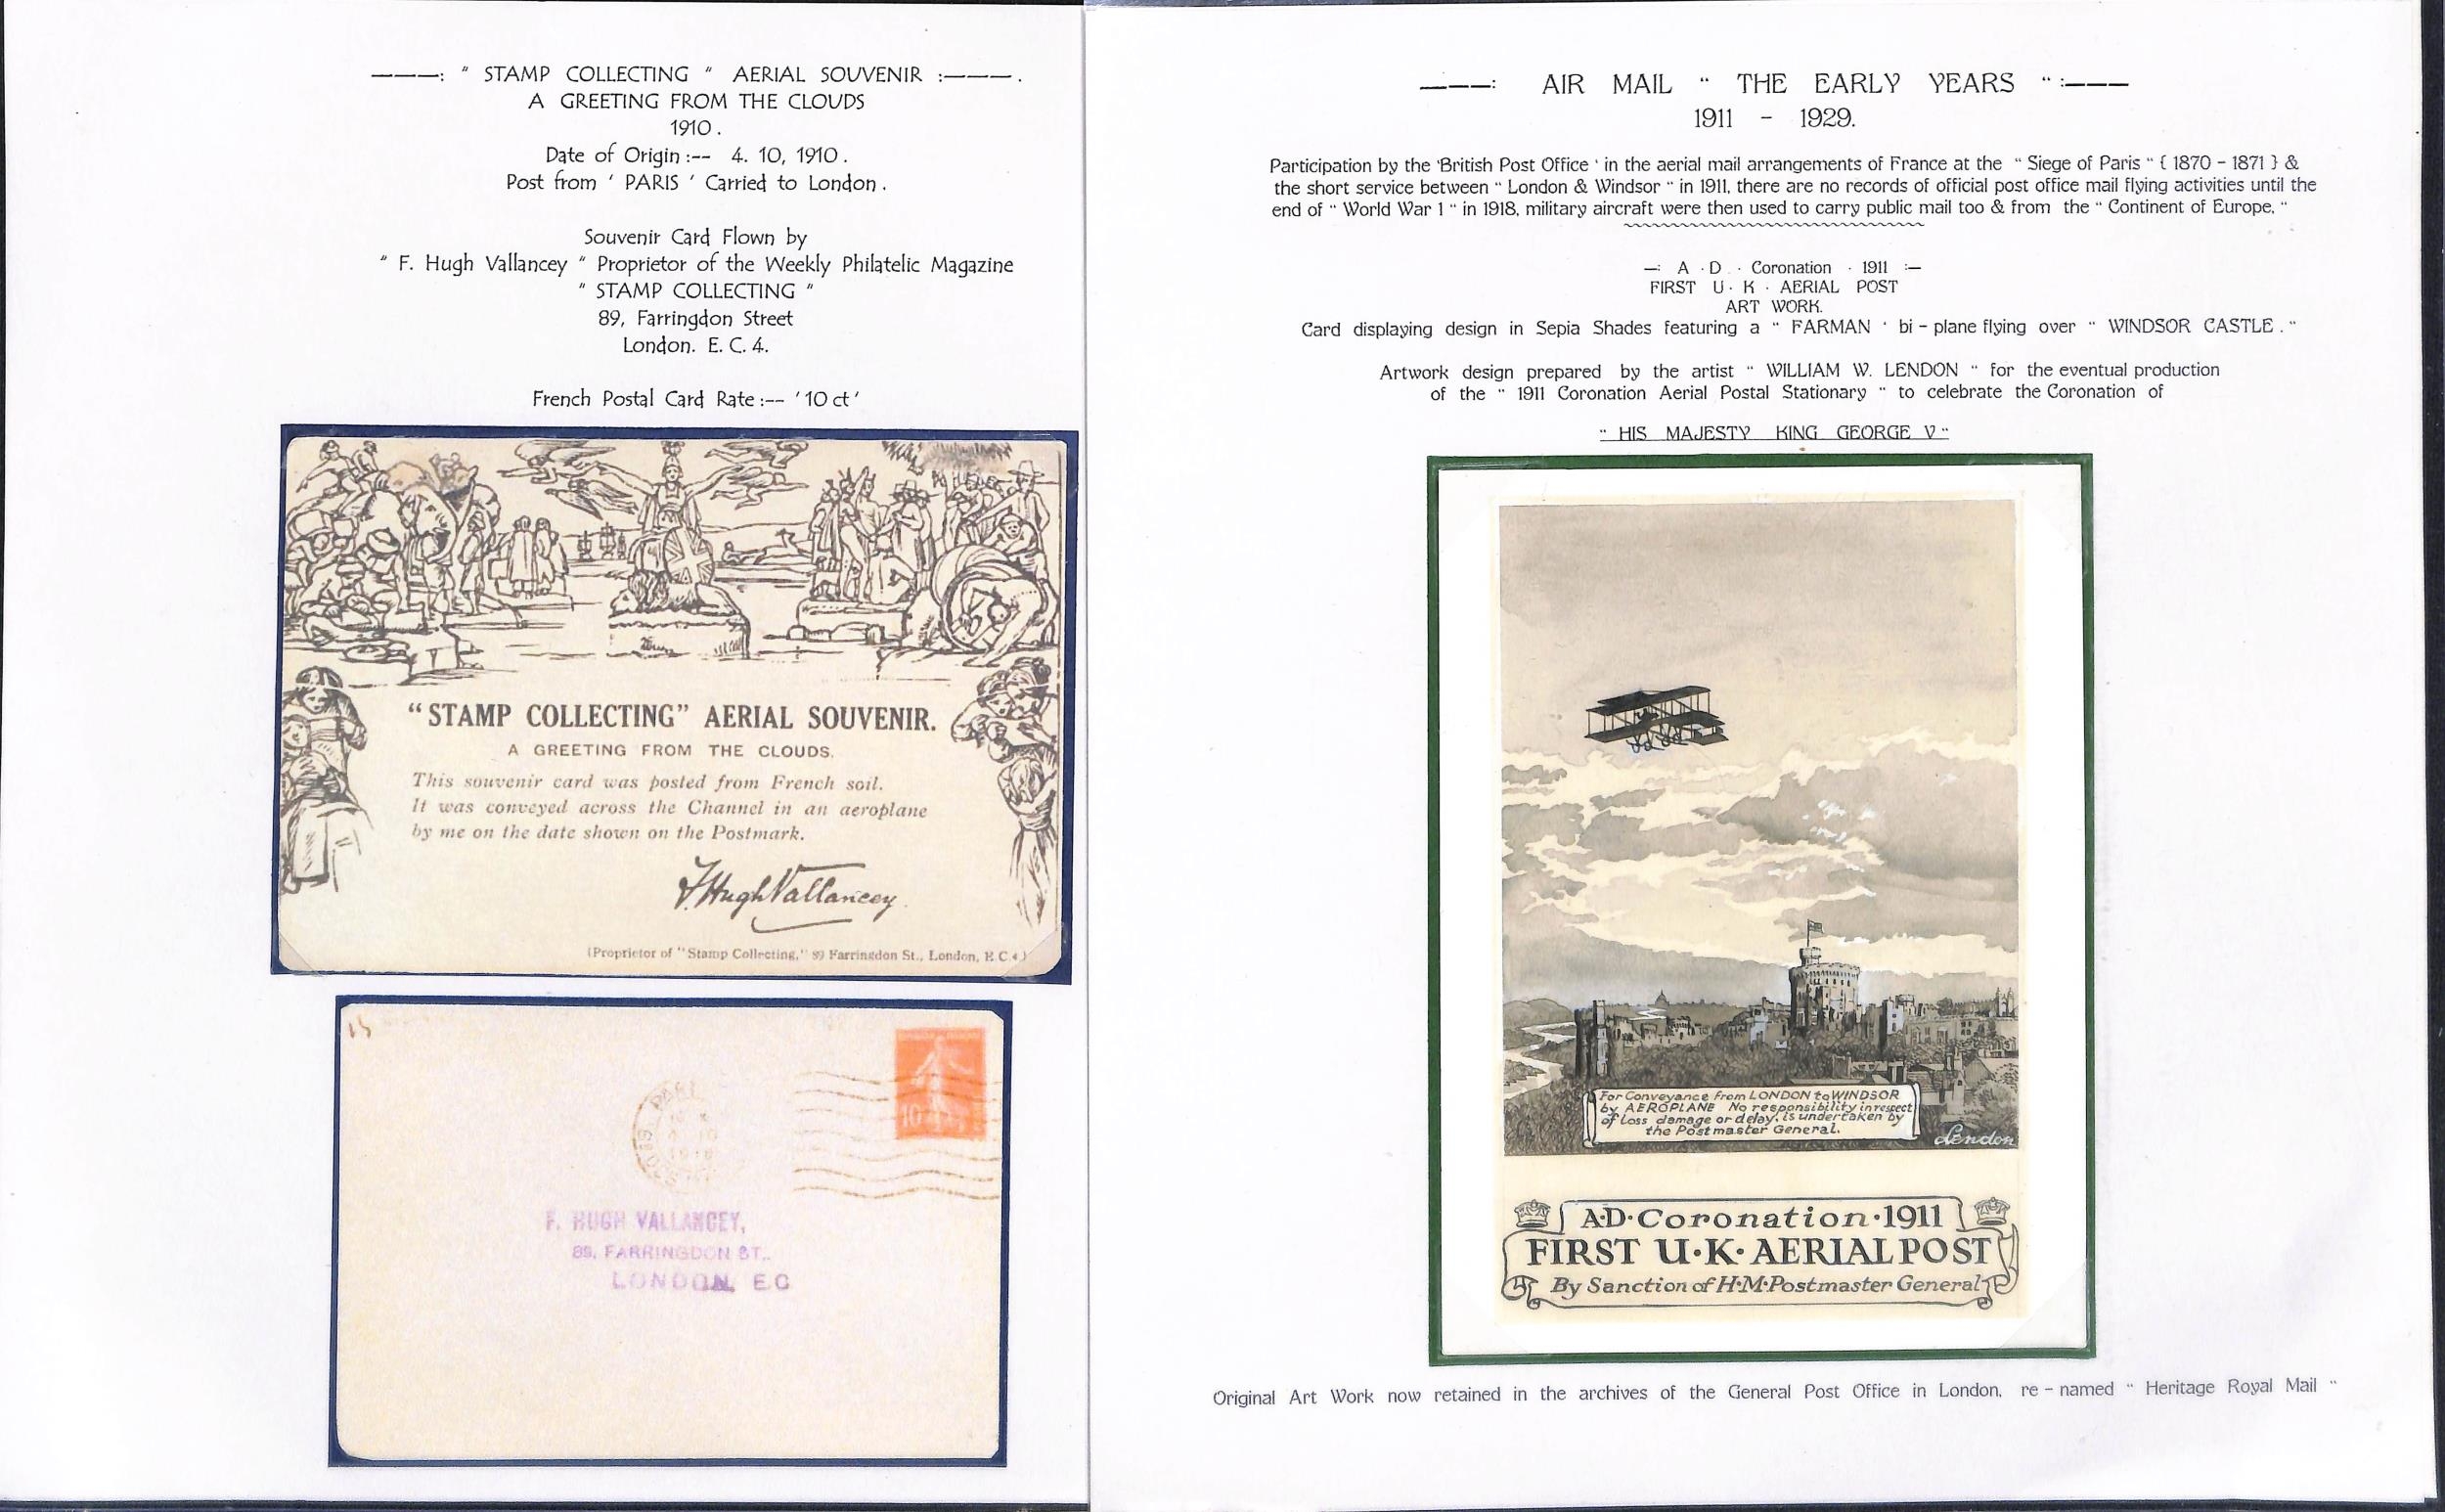 ———: " STAMP COLLECTING " AERIAL SOUVENIR :———.
A GREETING FROM THE CLOUDS
1910.
Date of Origin :-- 4. 10, 1910.
Post from ' PARIS ' Carried to London.
Souvenir Card Flown by
" F. Hugh Vallancey " Proprietor of the Weekly Philatelic Magazine
" STAMP COLLECTING "
89, Farringdon Street
London. E. C. 4.
French Postal Card Rate :-- '10 ct'
"STAMP COLLECTING" AERIAL SOUVENIR.
A GREETING FROM THE CLOUDS.
This souvenir card was posted from French soil.
It was conveyed across the Channel in an aeroplane
by me on the date shown on the Postmark.
F. Hugh Vallancey.
(Proprietor of "Stamp Collecting," 89 Farringdon St., London, E.C.4)
15
10
F. HUGH VALLANCEY,
89, FARRINGDON ST.,
LONDON, E C
———: AIR MAIL " THE EARLY YEARS " :———
1911 - 1929.
Participation by the 'British Post Office ' in the aerial mail arrangements of France at the " Siege of Paris " { 1870 - 1871 } &
the short service between " London & Windsor " in 1911, there are no records of official post office mail flying activities until the
end of " World War 1 " in 1918, military aircraft were then used to carry public mail too & from the " Continent of Europe, "
—: A · D · Coronation · 1911 :—
FIRST U · K · AERIAL POST
ART WORK.
Card displaying design in Sepia Shades featuring a " FARMAN ' bi - plane flying over " WINDSOR CASTLE . "
Artwork design prepared by the artist " WILLIAM W. LENDON " for the eventual production
of the " 1911 Coronation Aerial Postal Stationary " to celebrate the Coronation of
" HIS MAJESTY KING GEORGE V "
For Conveyance from LONDON to WINDSOR
by AEROPLANE No responsibility in respect
of loss damage or delay, is undertaken by
the Postmaster General.
Lendon
A·D·Coronation·1911
FIRST U·K·AERIAL POST
By Sanction of H·M·Postmaster General
Original Art Work now retained in the archives of the General Post Office in London, re - named " Heritage Royal Mail "